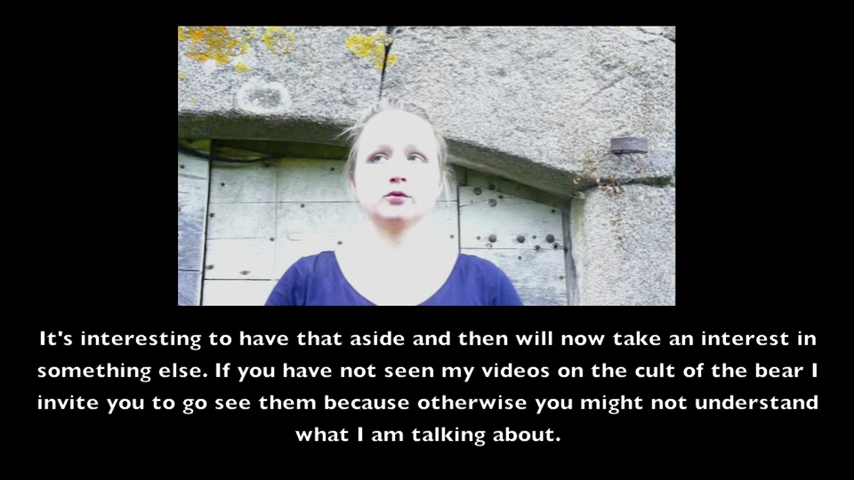 It's interesting to have that aside and then will now take an interest in
something else. If you have not seen my videos on the cult of the bear I
invite you to go see them because otherwise you might not understand
what I am talking about.